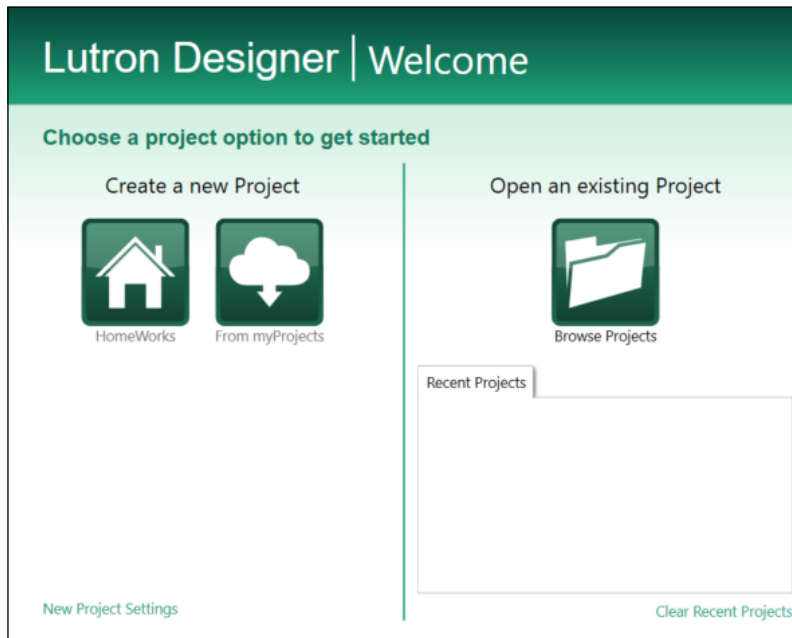 Lutron Designer | Welcome
Choose a project option to get started
Create a new Project
HomeWorks
From myProjects
New Project Settings
Open an existing Project
Browse Projects
Recent Projects
Clear Recent Projects